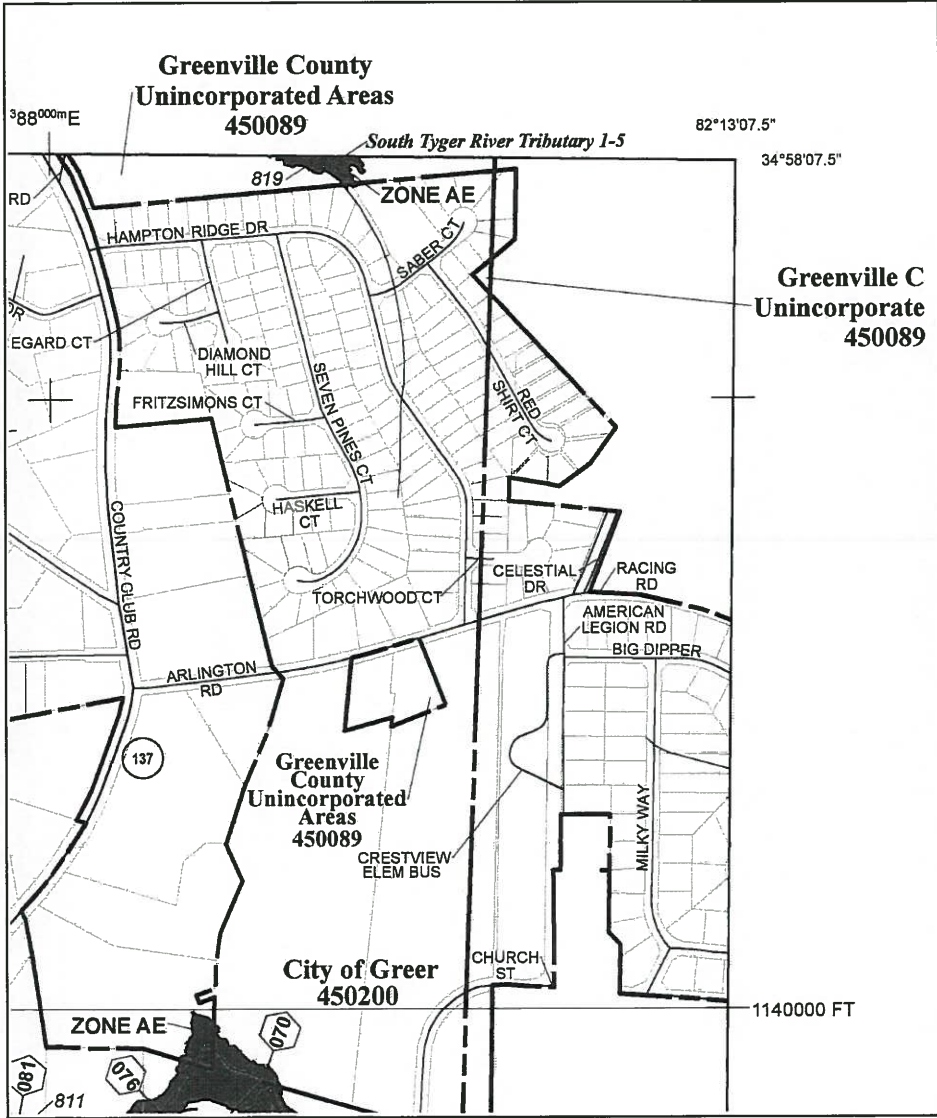 Greenville County
Unincorporated Areas
450089
388000mE
South Tyger River Tributary 1-5
82°13'07.5"
34°58'07.5"
819
ZONE AE
RD
HAMPTON RIDGE DR
SABER CT
Greenville C
Unincorporate
450089
DR
EGARD CT
DIAMOND
HILL CT
FRITZSIMONS CT
SEVEN PINES CT
RED
SHIRT CT
HASKELL
CT
COUNTRY CLUB RD
TORCHWOOD CT
CELESTIAL
DR
RACING
RD
AMERICAN
LEGION RD
BIG DIPPER
ARLINGTON
RD
137
Greenville
County
Unincorporated
Areas
450089
CRESTVIEW
ELEM BUS
MILKY WAY
City of Greer
450200
CHURCH
ST
1140000 FT
ZONE AE
070
076
081
811